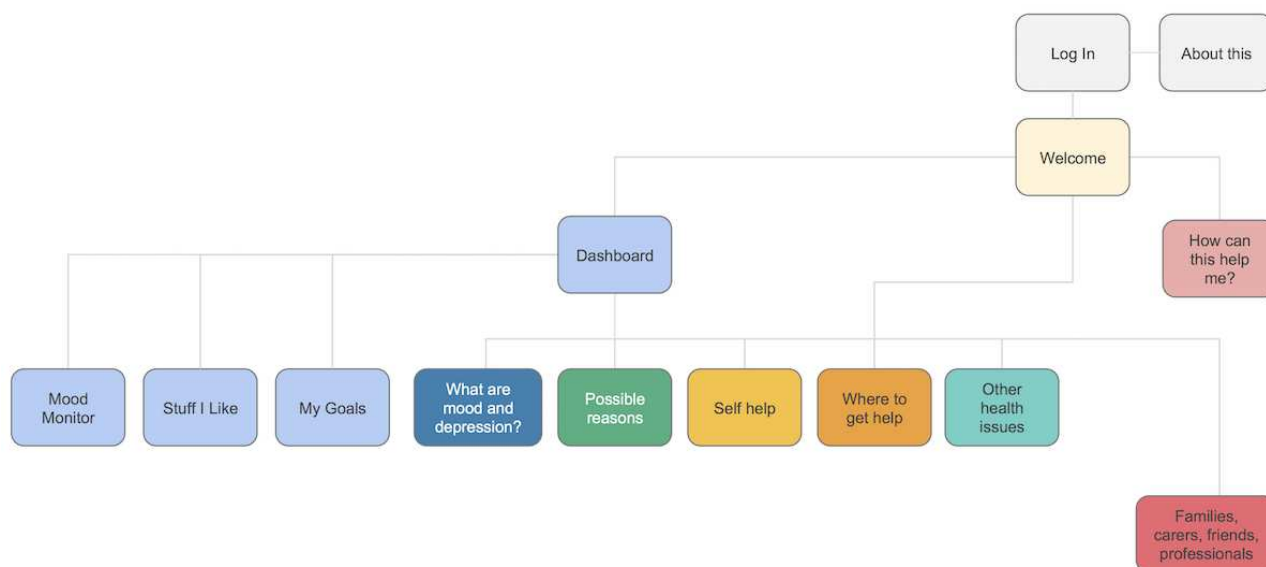 Log In
About this
Welcome
How can
this help
me?
Dashboard
Mood
Monitor
Stuff I Like
My Goals
What are
mood and
depression?
Possible
reasons
Self help
Where to
get help
Other
health
issues
Families,
carers, friends,
professionals